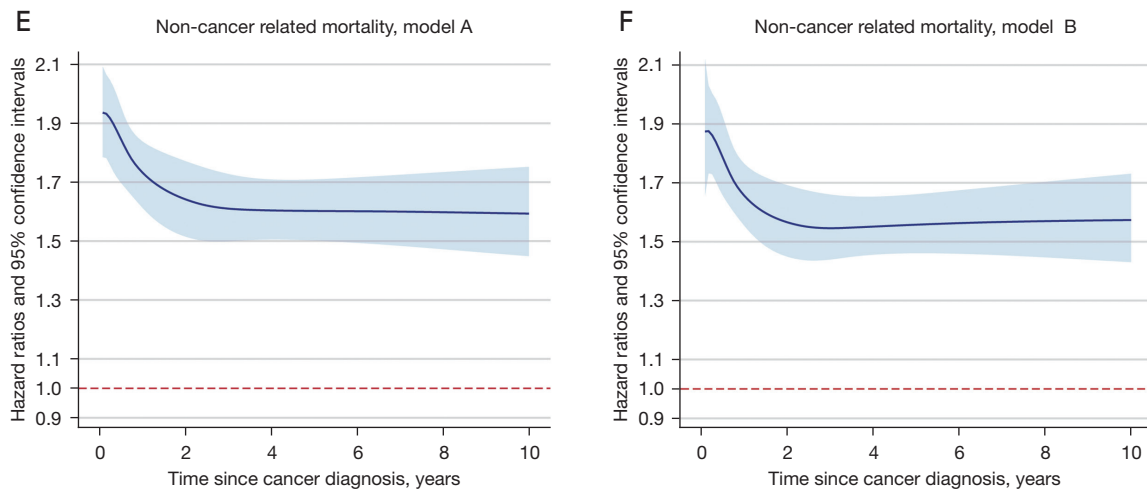 E
Non-cancer related mortality, model A
Hazard ratios and 95% confidence intervals
2.1
1.9
1.7
1.5
1.3
1.1
1.0
0.9
0 2 4 6 8 10
Time since cancer diagnosis, years
F
Non-cancer related mortality, model B
Hazard ratios and 95% confidence intervals
2.1
1.9
1.7
1.5
1.3
1.1
1.0
0.9
0 2 4 6 8 10
Time since cancer diagnosis, years